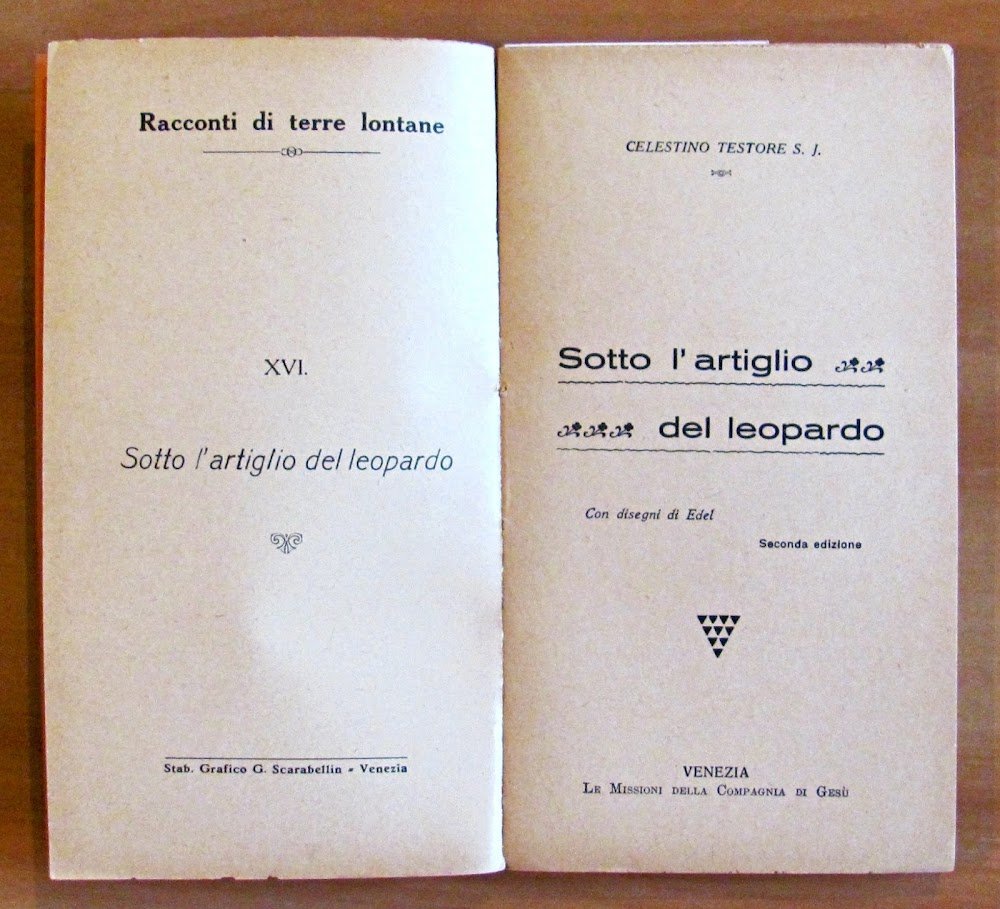 Racconti di terre lontane
XVI.
Sotto l'artiglio del leopardo
Stab. Grafico G. Scarabellin - Venezia
CELESTINO TESTORE S. J.
Sotto l'artiglio
del leopardo
Con disegni di Edel
Seconda edizione
VENEZIA
LE MISSIONI DELLA COMPAGNIA DI GESÙ